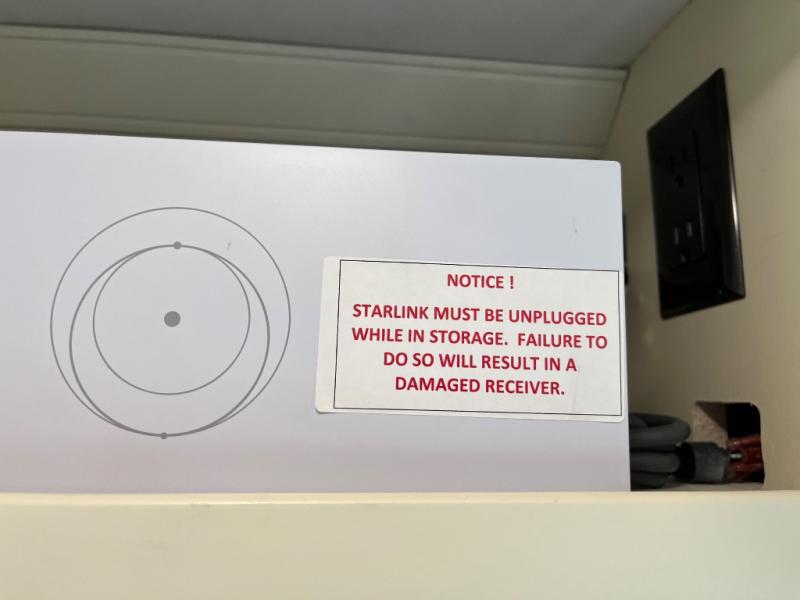 NOTICE !
STARLINK MUST BE UNPLUGGED
WHILE IN STORAGE. FAILURE TO
DO SO WILL RESULT IN A
DAMAGED RECEIVER.